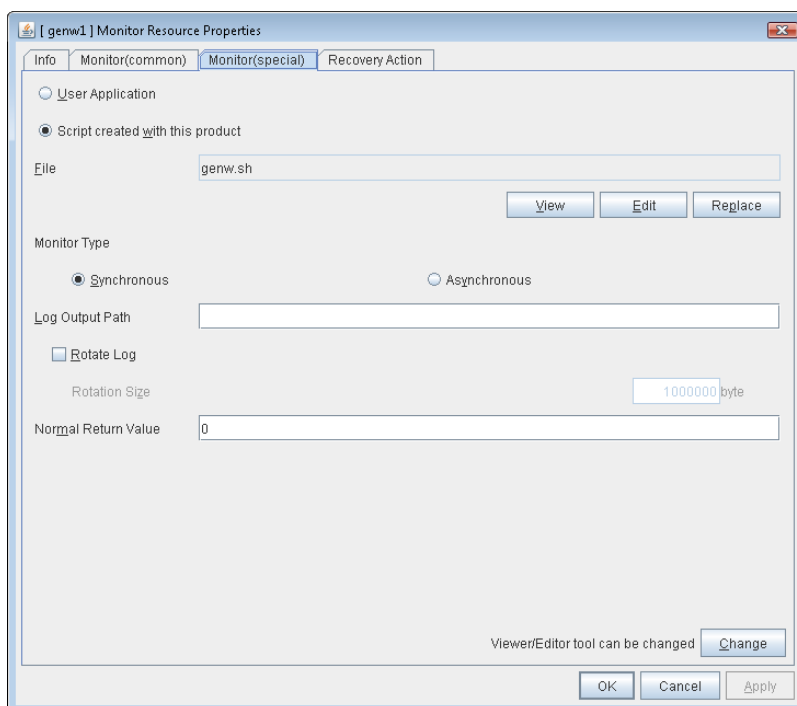 [ genw1 ] Monitor Resource Properties
Info Monitor(common) Monitor(special) Recovery Action
User Application
Script created with this product
File genw.sh
View Edit Replace
Monitor Type
Synchronous Asynchronous
Log Output Path
Rotate Log
Rotation Size 1000000 byte
Normal Return Value 0
Viewer/Editor tool can be changed Change
OK Cancel Apply